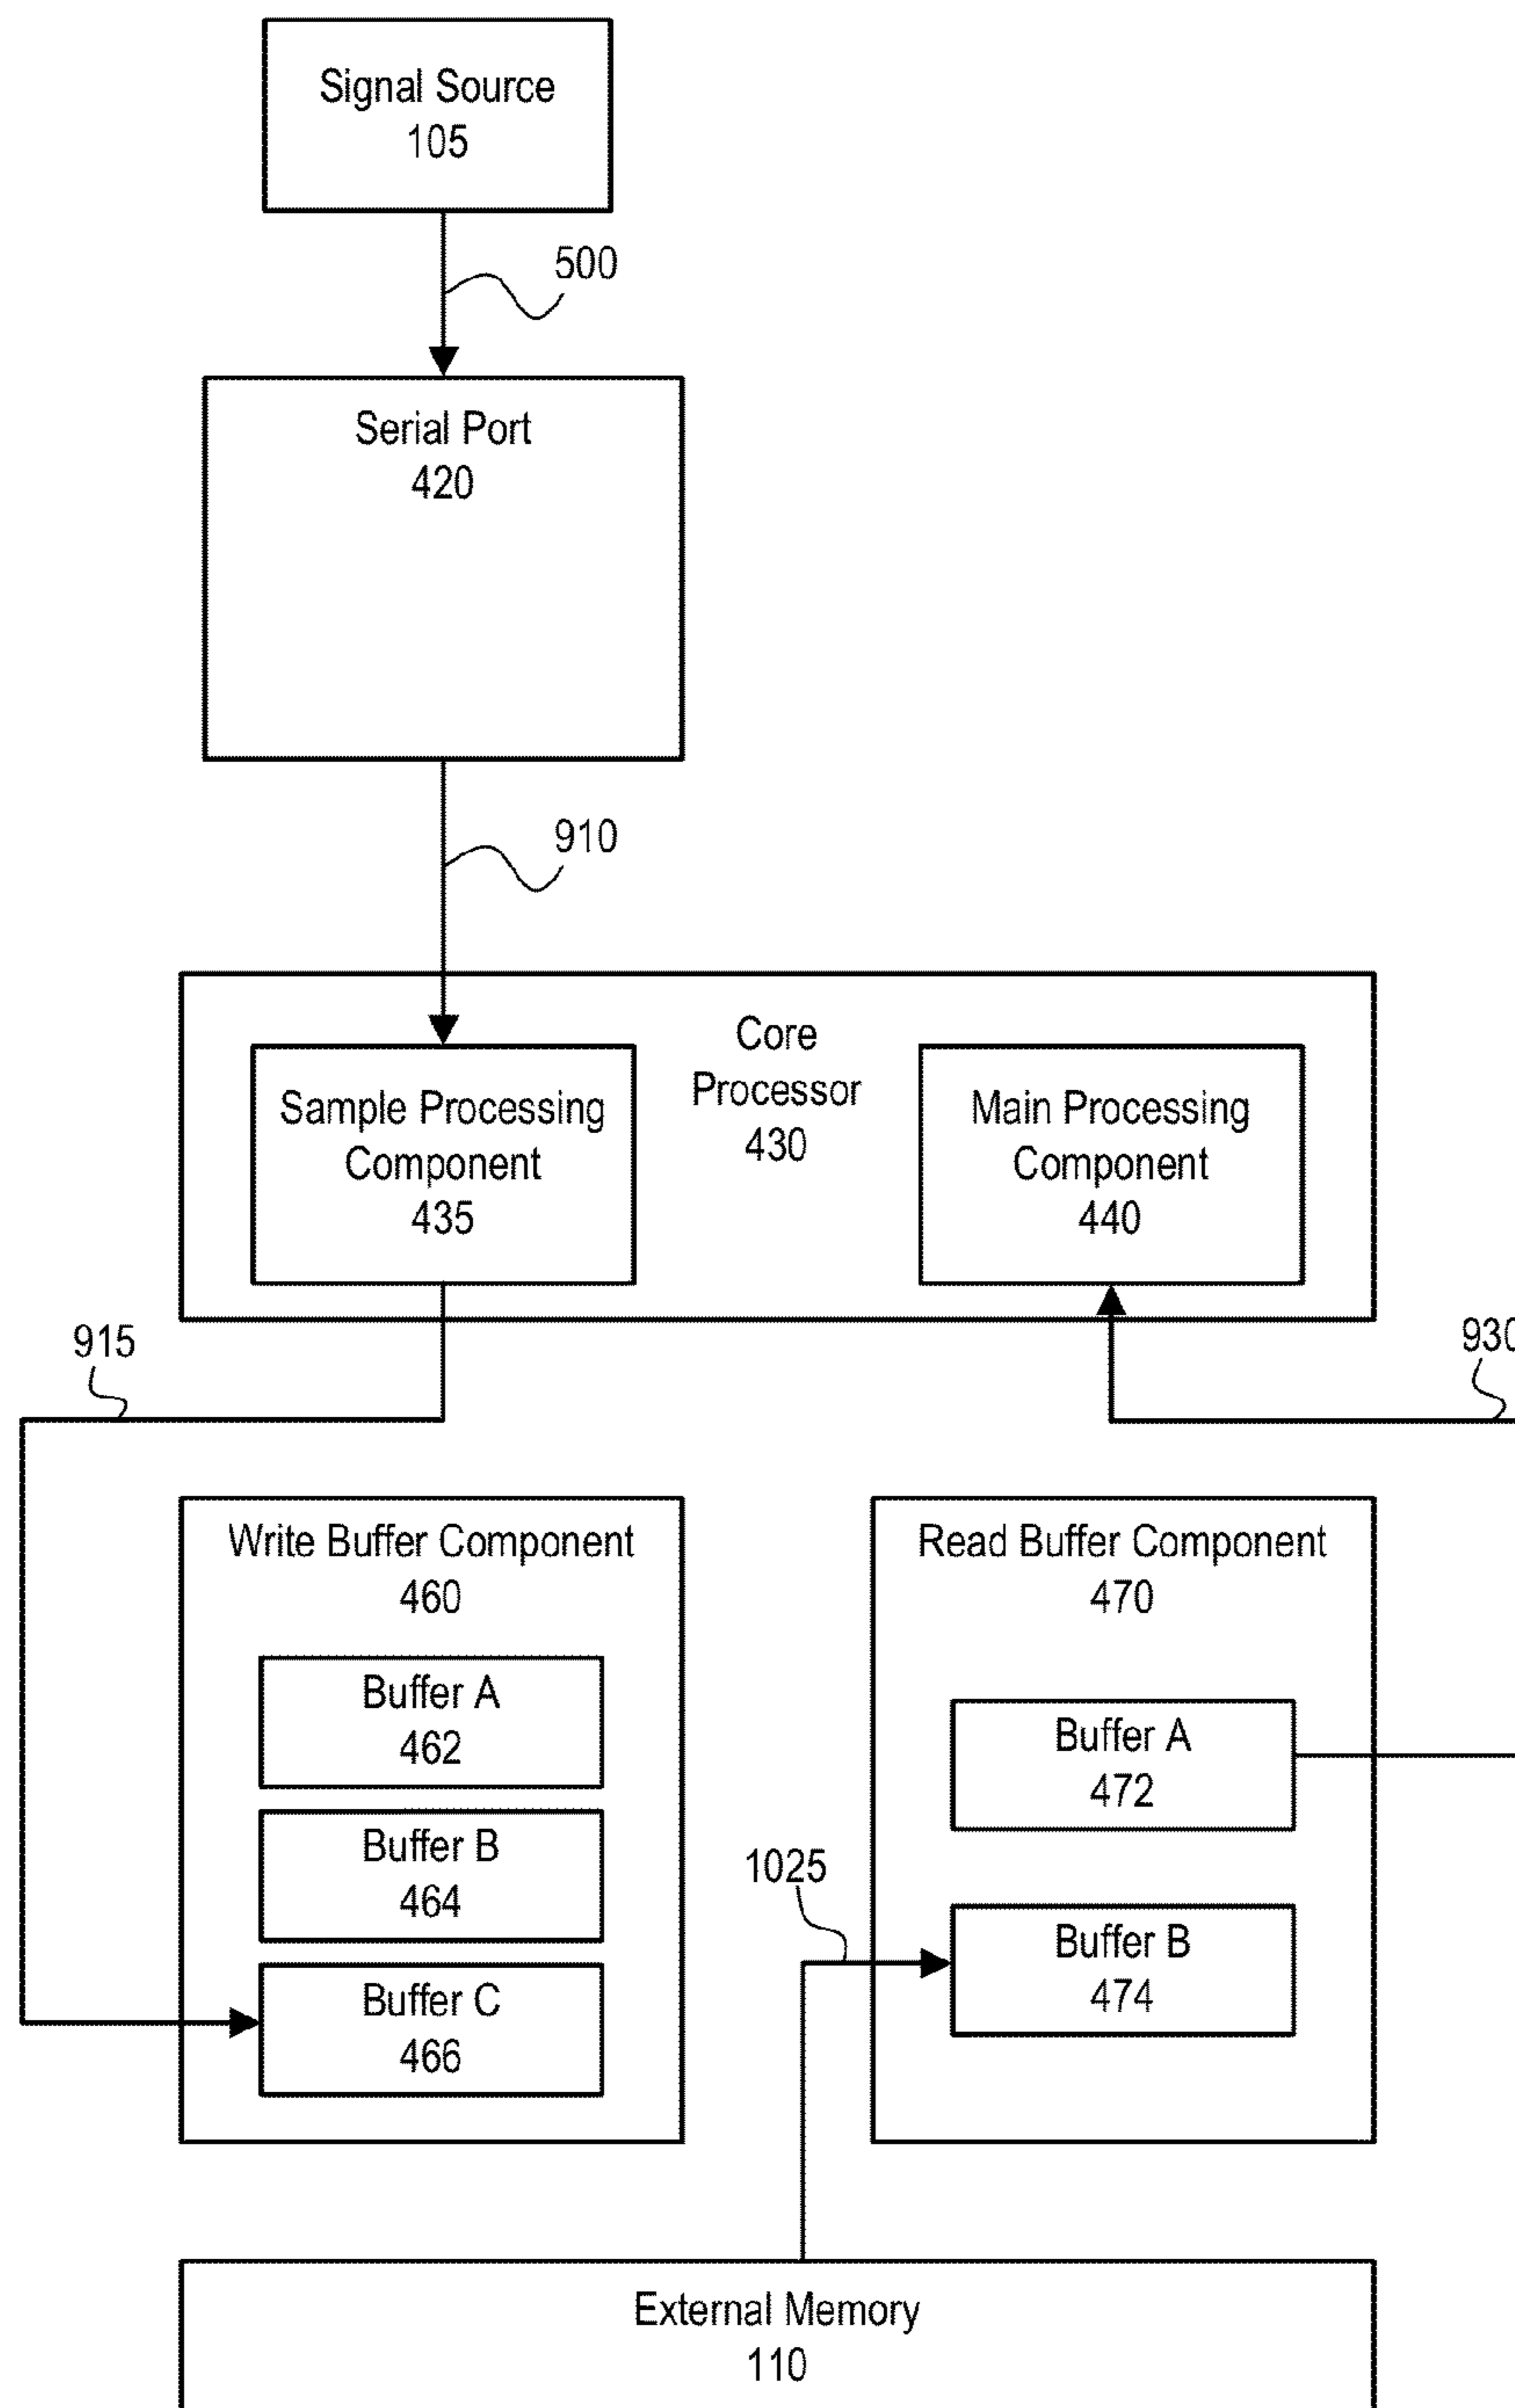 Signal Source
105
500
Serial Port
420
910
Core
Processor
430
Sample Processing
Component
435
Main Processing
Component
440
915
930
Write Buffer Component
460
Buffer A
462
Buffer B
464
Buffer C
466
Read Buffer Component
470
Buffer A
472
1025
Buffer B
474
External Memory
110